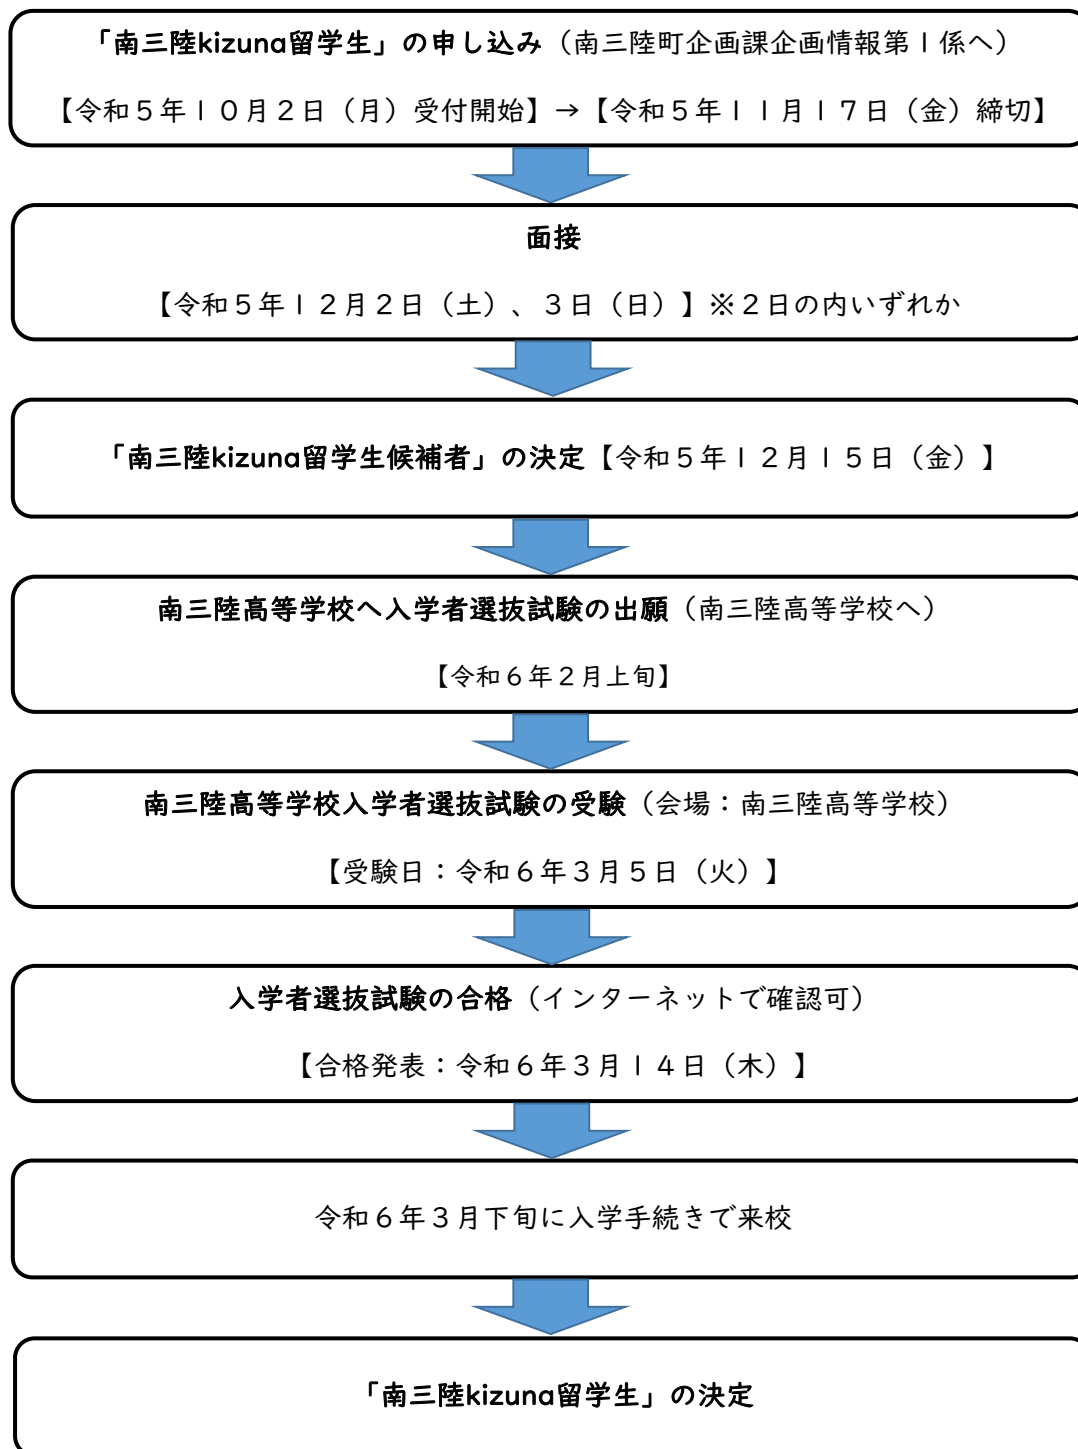 「南三陸kizuna留学生」の申し込み（南三陸町企画課企画情報第１係へ）
【令和５年１０月２日（月）受付開始】→【令和５年１１月１７日（金）締切】
面接
【令和５年１２月２日（土）、３日（日）】※２日の内いずれか
「南三陸kizuna留学生候補者」の決定【令和５年１２月１５日（金）】
南三陸高等学校へ入学者選抜試験の出願（南三陸高等学校へ）
【令和６年２月上旬】
南三陸高等学校入学者選抜試験の受験（会場：南三陸高等学校）
【受験日：令和６年３月５日（火）】
入学者選抜試験の合格（インターネットで確認可）
【合格発表：令和６年３月１４日（木）】
令和６年３月下旬に入学手続きで来校
「南三陸kizuna留学生」の決定